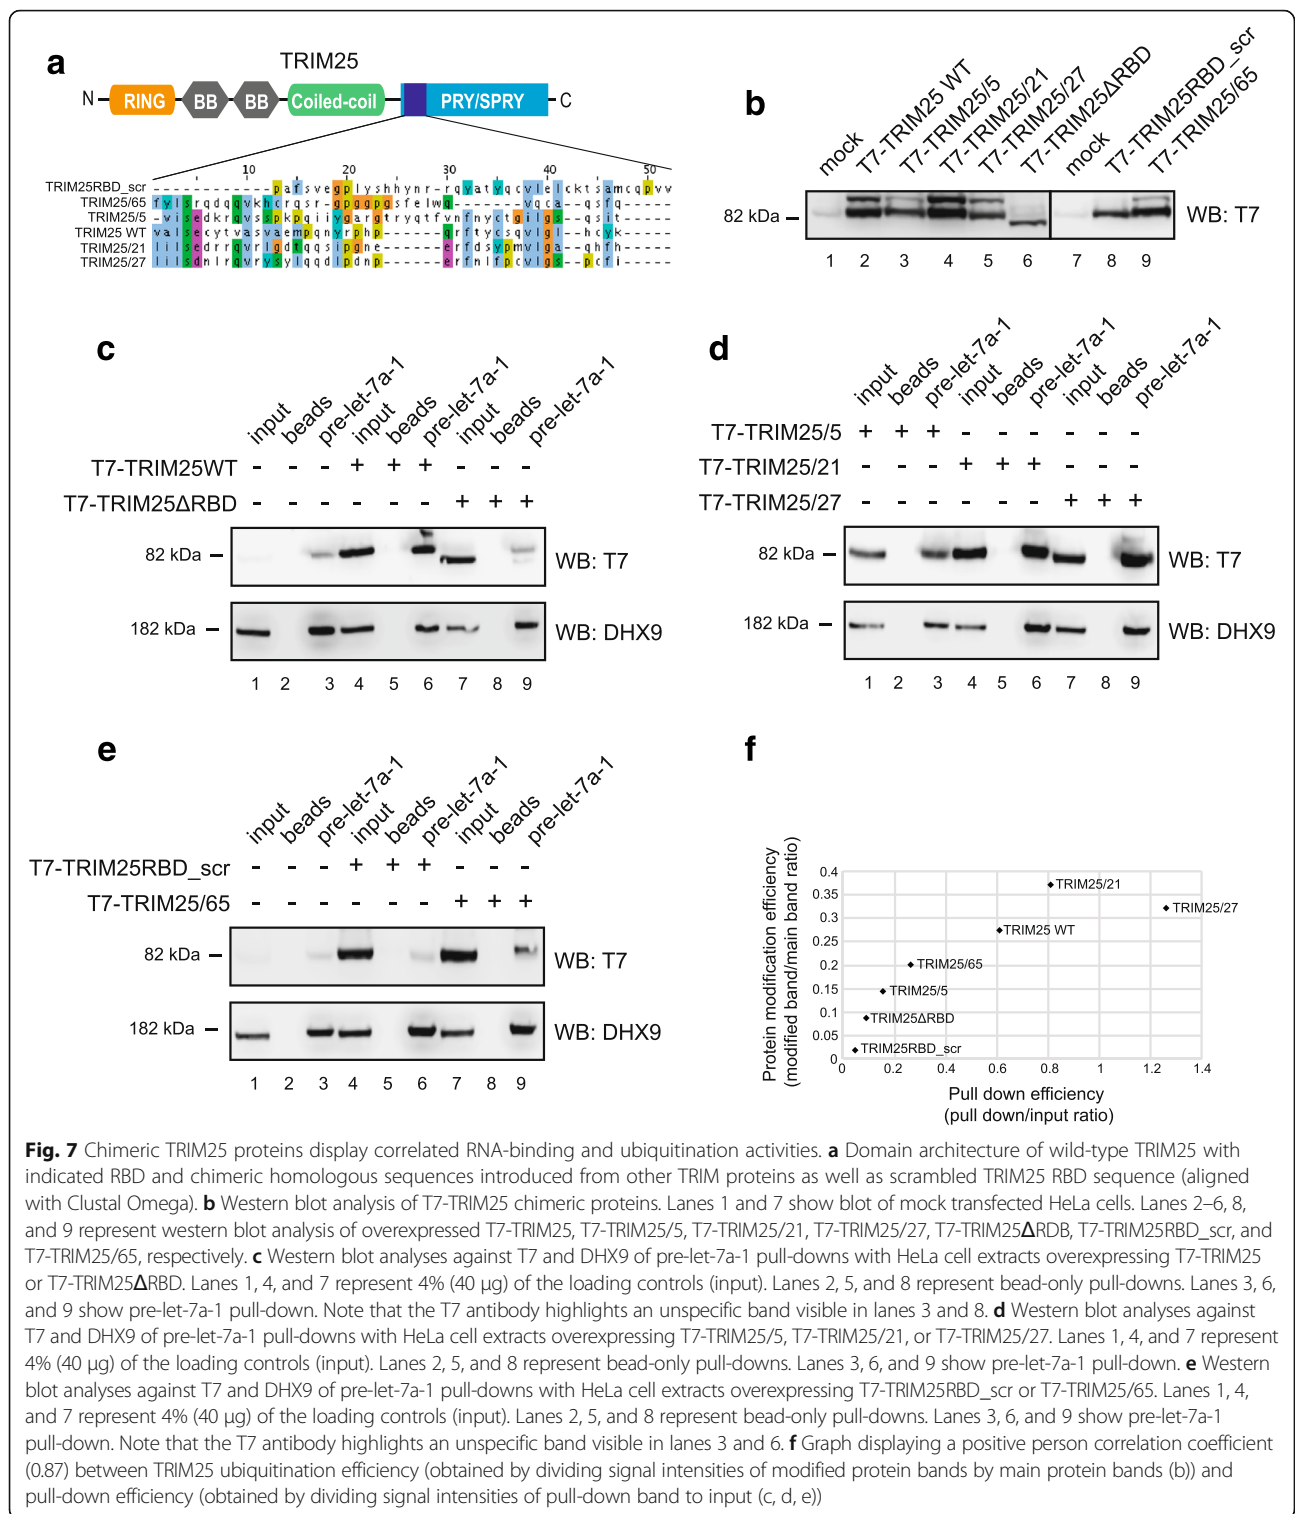 a
TRIM25
N
RING
BB
BB
Coiled-coil
PRY/SPRY
C
10 20 30 40 50
TRIM25RBD_scr
TRIM25/65
TRIM25/5
TRIM25 WT
TRIM25/21
TRIM25/27
b
mock
T7-TRIM25 WT
T7-TRIM25/5
T7-TRIM25/21
T7-TRIM25/27
T7-TRIM25ΔRBD
mock
T7-TRIM25RBD_scr
T7-TRIM25/65
82 kDa
WB: T7
1 2 3 4 5 6 7 8 9
c
input beads pre-let-7a-1 input beads pre-let-7a-1 input beads pre-let-7a-1
T7-TRIM25WT - - - + + + - - -
T7-TRIM25ΔRBD - - - - - - + + +
82 kDa
WB: T7
182 kDa
WB: DHX9
1 2 3 4 5 6 7 8 9
d
input beads pre-let-7a-1 input beads pre-let-7a-1 input beads pre-let-7a-1
T7-TRIM25/5 + + + - - - - - -
T7-TRIM25/21 - - - + + + - - -
T7-TRIM25/27 - - - - - - + + +
82 kDa
WB: T7
182 kDa
WB: DHX9
1 2 3 4 5 6 7 8 9
e
input beads pre-let-7a-1 input beads pre-let-7a-1 input beads pre-let-7a-1
T7-TRIM25RBD_scr - - - + + + - - -
T7-TRIM25/65 - - - - - - + + +
82 kDa
WB: T7
182 kDa
WB: DHX9
1 2 3 4 5 6 7 8 9
f
Protein modification efficiency
(modified band/main band ratio)
0.4
0.35
0.3
0.25
0.2
0.15
0.1
0.05
0
TRIM25/21
TRIM25/27
TRIM25 WT
TRIM25/65
TRIM25/5
TRIM25ΔRBD
TRIM25RBD_scr
0 0.2 0.4 0.6 0.8 1 1.2 1.4
Pull down efficiency
(pull down/input ratio)
Fig. 7 Chimeric TRIM25 proteins display correlated RNA-binding and ubiquitination activities. a Domain architecture of wild-type TRIM25 with
indicated RBD and chimeric homologous sequences introduced from other TRIM proteins as well as scrambled TRIM25 RBD sequence (aligned
with Clustal Omega). b Western blot analysis of T7-TRIM25 chimeric proteins. Lanes 1 and 7 show blot of mock transfected HeLa cells. Lanes 2–6, 8,
and 9 represent western blot analysis of overexpressed T7-TRIM25, T7-TRIM25/5, T7-TRIM25/21, T7-TRIM25/27, T7-TRIM25ΔRDB, T7-TRIM25RBD_scr, and
T7-TRIM25/65, respectively. c Western blot analyses against T7 and DHX9 of pre-let-7a-1 pull-downs with HeLa cell extracts overexpressing T7-TRIM25
or T7-TRIM25ΔRBD. Lanes 1, 4, and 7 represent 4% (40 μg) of the loading controls (input). Lanes 2, 5, and 8 represent bead-only pull-downs. Lanes 3, 6,
and 9 show pre-let-7a-1 pull-down. Note that the T7 antibody highlights an unspecific band visible in lanes 3 and 8. d Western blot analyses against
T7 and DHX9 of pre-let-7a-1 pull-downs with HeLa cell extracts overexpressing T7-TRIM25/5, T7-TRIM25/21, or T7-TRIM25/27. Lanes 1, 4, and 7 represent
4% (40 μg) of the loading controls (input). Lanes 2, 5, and 8 represent bead-only pull-downs. Lanes 3, 6, and 9 show pre-let-7a-1 pull-down. e Western
blot analyses against T7 and DHX9 of pre-let-7a-1 pull-downs with HeLa cell extracts overexpressing T7-TRIM25RBD_scr or T7-TRIM25/65. Lanes 1, 4,
and 7 represent 4% (40 μg) of the loading controls (input). Lanes 2, 5, and 8 represent bead-only pull-downs. Lanes 3, 6, and 9 show pre-let-7a-1
pull-down. Note that the T7 antibody highlights an unspecific band visible in lanes 3 and 6. f Graph displaying a positive person correlation coefficient
(0.87) between TRIM25 ubiquitination efficiency (obtained by dividing signal intensities of modified protein bands by main protein bands (b)) and
pull-down efficiency (obtained by dividing signal intensities of pull-down band to input (c, d, e))